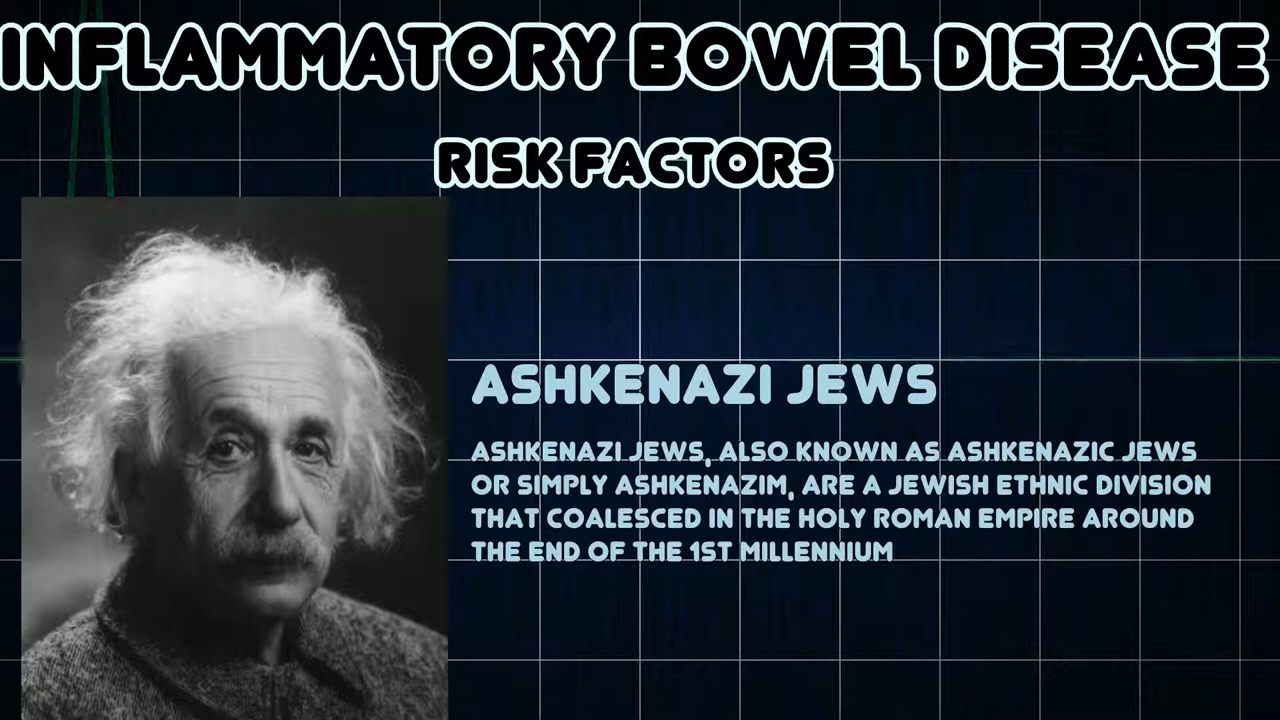 INFLAMMATORY BOWEL DISEASE
RISK FACTORS
ASHKENAZI JEWS
ASHKENAZI JEWS, ALSO KNOWN AS ASHKENAZIC JEWS
OR SIMPLY ASHKENAZIM, ARE A JEWISH ETHNIC DIVISION
THAT COALESCED IN THE HOLY ROMAN EMPIRE AROUND
THE END OF THE 1ST MILLENNIUM